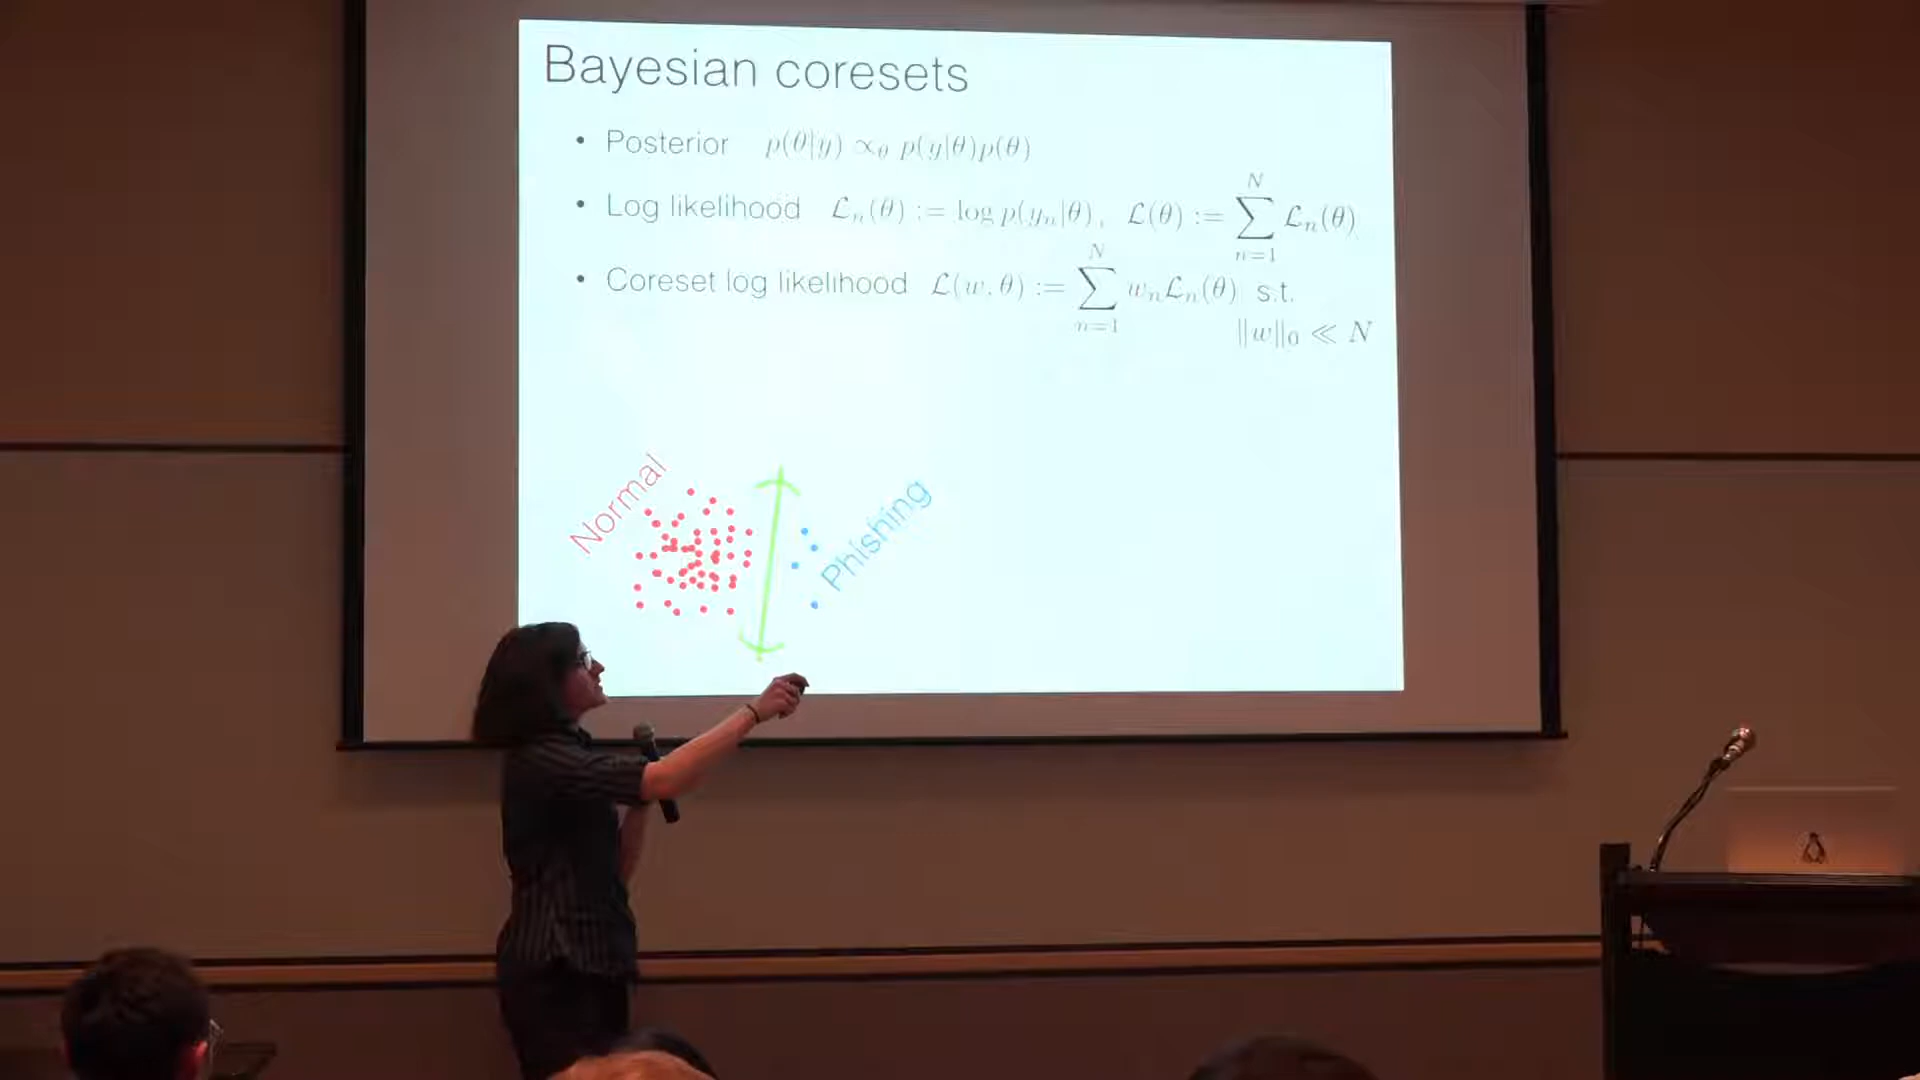 Bayesian coresets
• Posterior p(θ|y) ∝θ p(y|θ)p(θ)
• Log likelihood ℒₙ(θ) := log p(yₙ|θ), ℒ(θ) := ∑ₙ₌₁ᴺ ℒₙ(θ)
• Coreset log likelihood ℒ(w, θ) := ∑ₙ₌₁ᴺ wₙℒₙ(θ) s.t.
‖w‖₀ ≪ N
Normal
Phishing